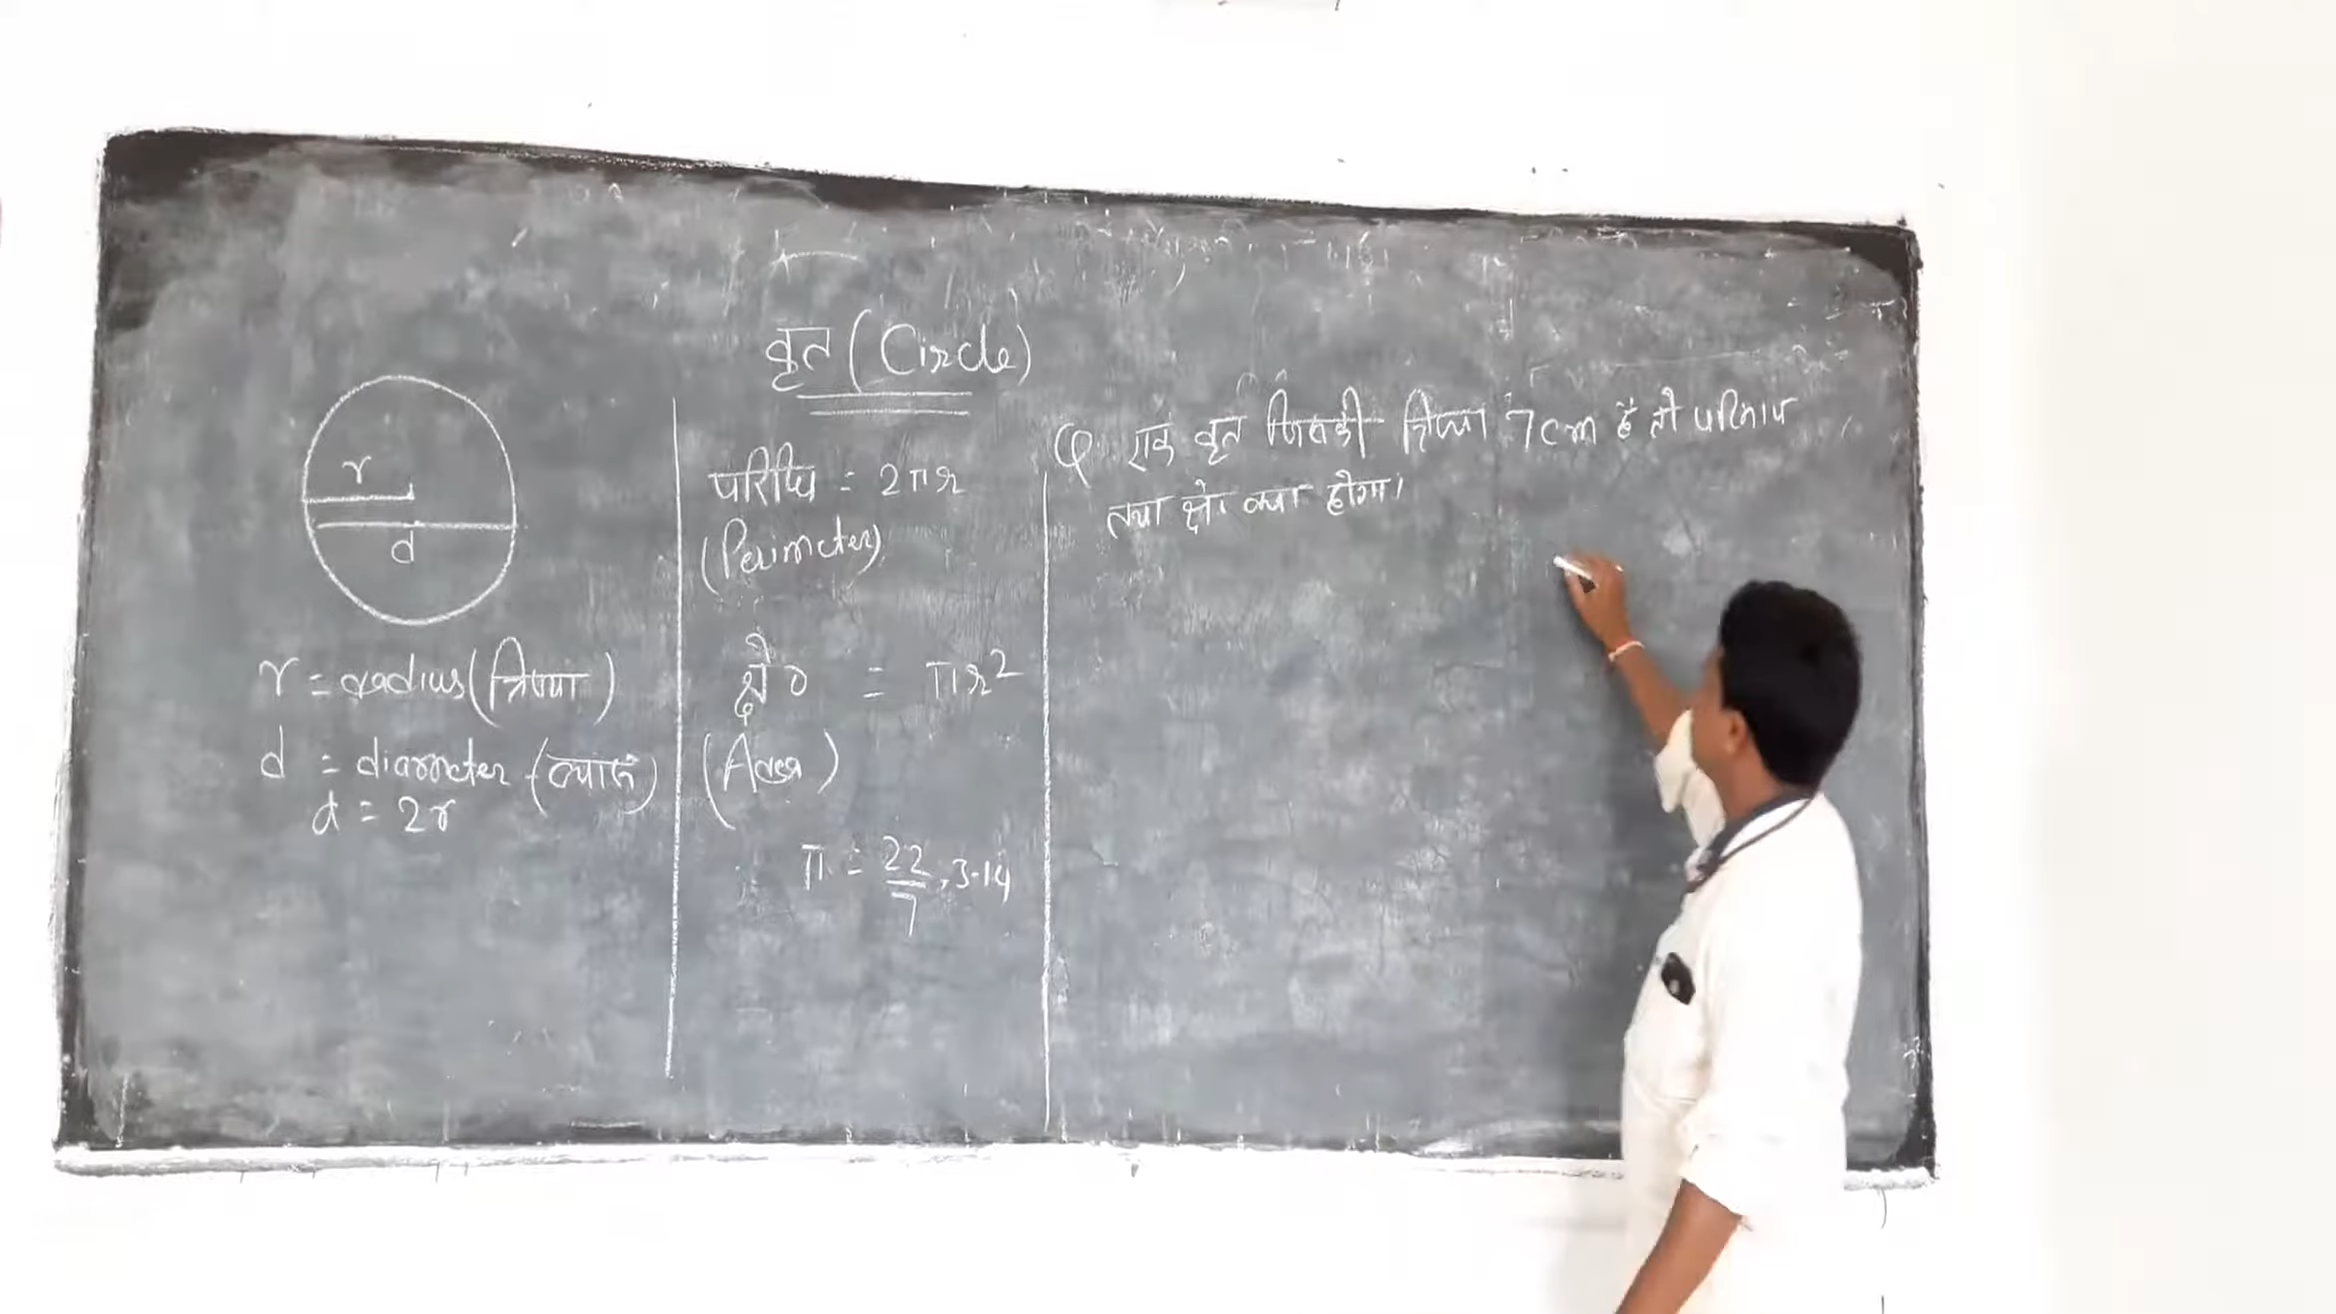 वृत (Circle)
r
d
r = radius (त्रिज्या)
d = diameter (व्यास)
d = 2r
परिधि = 2πr
(Perimeter)
क्षे० = πr²
(Area)
π = 22/7, 3.14
Q. एक वृत जिसकी त्रिज्या 7cm है तो परिमाप
तथा क्षे० क्या होगा।